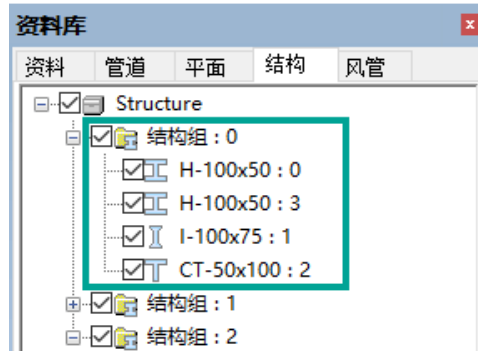 资料库
资料 管道 平面 结构 风管
Structure
结构组 : 0
H-100x50 : 0
H-100x50 : 3
I-100x75 : 1
CT-50x100 : 2
结构组 : 1
结构组 : 2